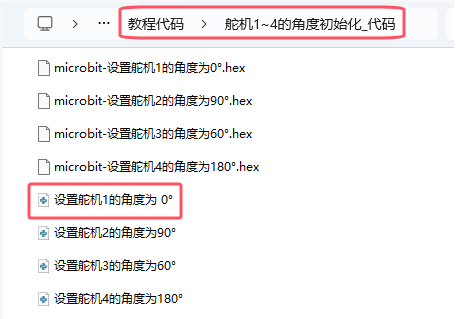 教程代码 > 舵机1~4的角度初始化_代码
microbit-设置舵机1的角度为0°.hex
microbit-设置舵机2的角度为90°.hex
microbit-设置舵机3的角度为60°.hex
microbit-设置舵机4的角度为180°.hex
设置舵机1的角度为 0°
设置舵机2的角度为90°
设置舵机3的角度为60°
设置舵机4的角度为180°